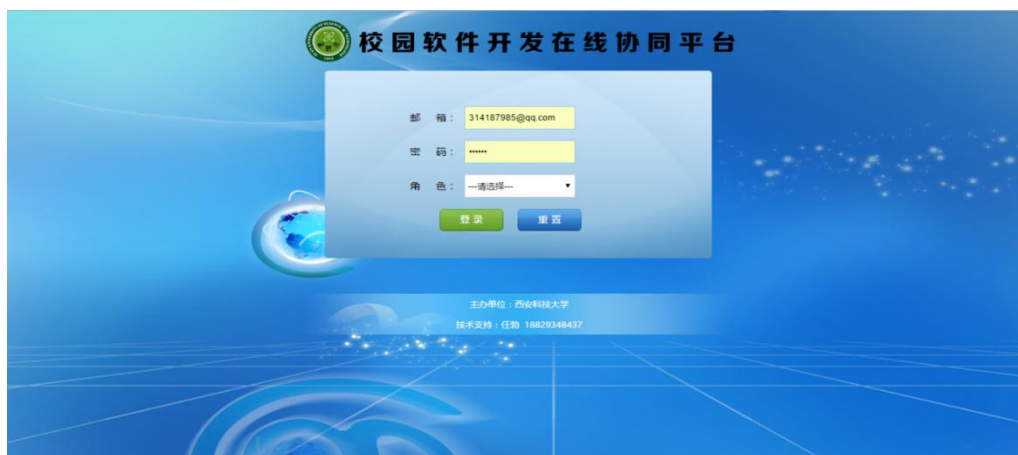 校园软件开发在线协同平台
邮 箱： 314187985@qq.com
密 码： ••••••
角 色： ---请选择---
登录 重置
主办单位：西安科技大学
技术支持：任勃 18829348437